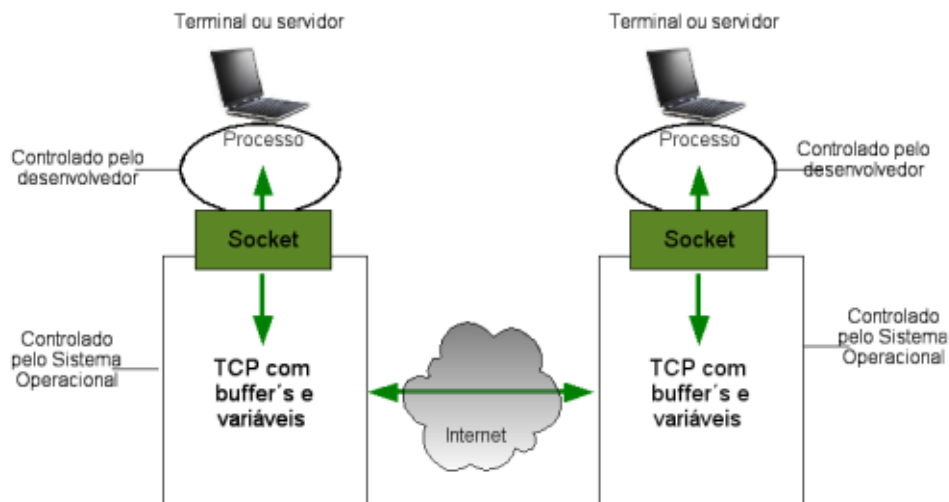 Terminal ou servidor
Processo
Controlado pelo
desenvolvedor
Socket
Controlado
pelo Sistema
Operacional
TCP com
buffer´s e
variáveis
Internet
Terminal ou servidor
Processo
Controlado pelo
desenvolvedor
Socket
Controlado
pelo Sistema
Operacional
TCP com
buffer´s e
variáveis